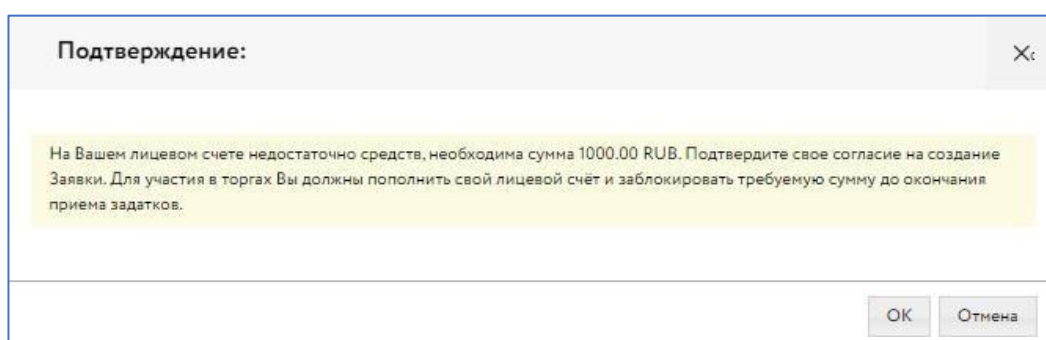 Подтверждение:
На Вашем лицевом счете недостаточно средств, необходима сумма 1000.00 RUB. Подтвердите свое согласие на создание
Заявки. Для участия в торгах Вы должны пополнить свой лицевой счёт и заблокировать требуемую сумму до окончания
приема задатков.
ОК
Отмена